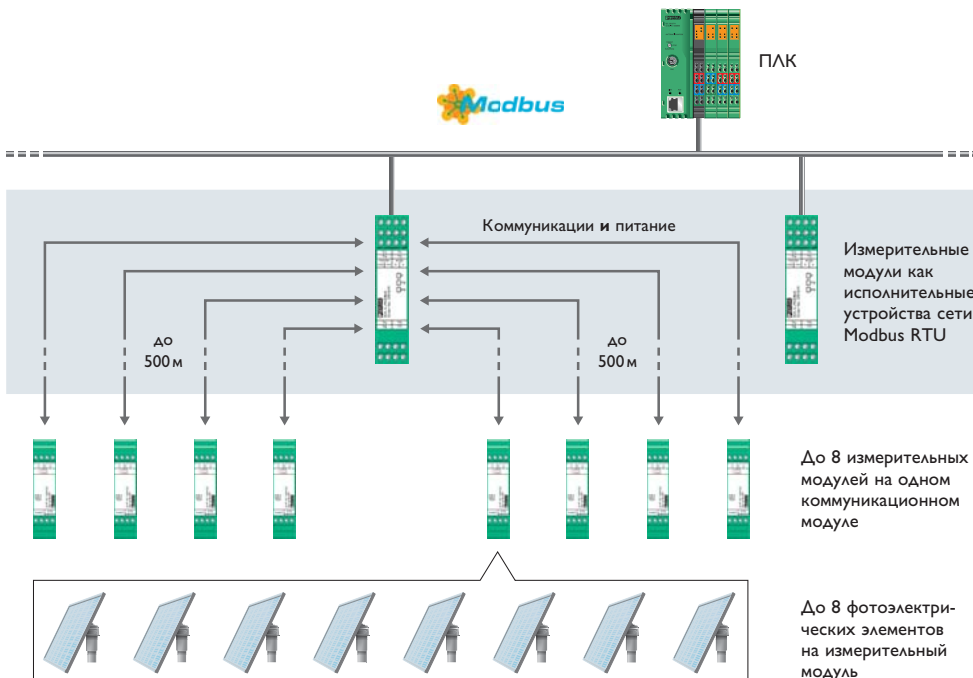 ПЛК
Modbus
Коммуникации и питание
Измерительные
модули как
исполнительные
устройства сети
Modbus RTU
до
500 м
до
500 м
До 8 измерительных
модулей на одном
коммуникационном
модуле
До 8 фотоэлектри-
ческих элементов
на измерительный
модуль